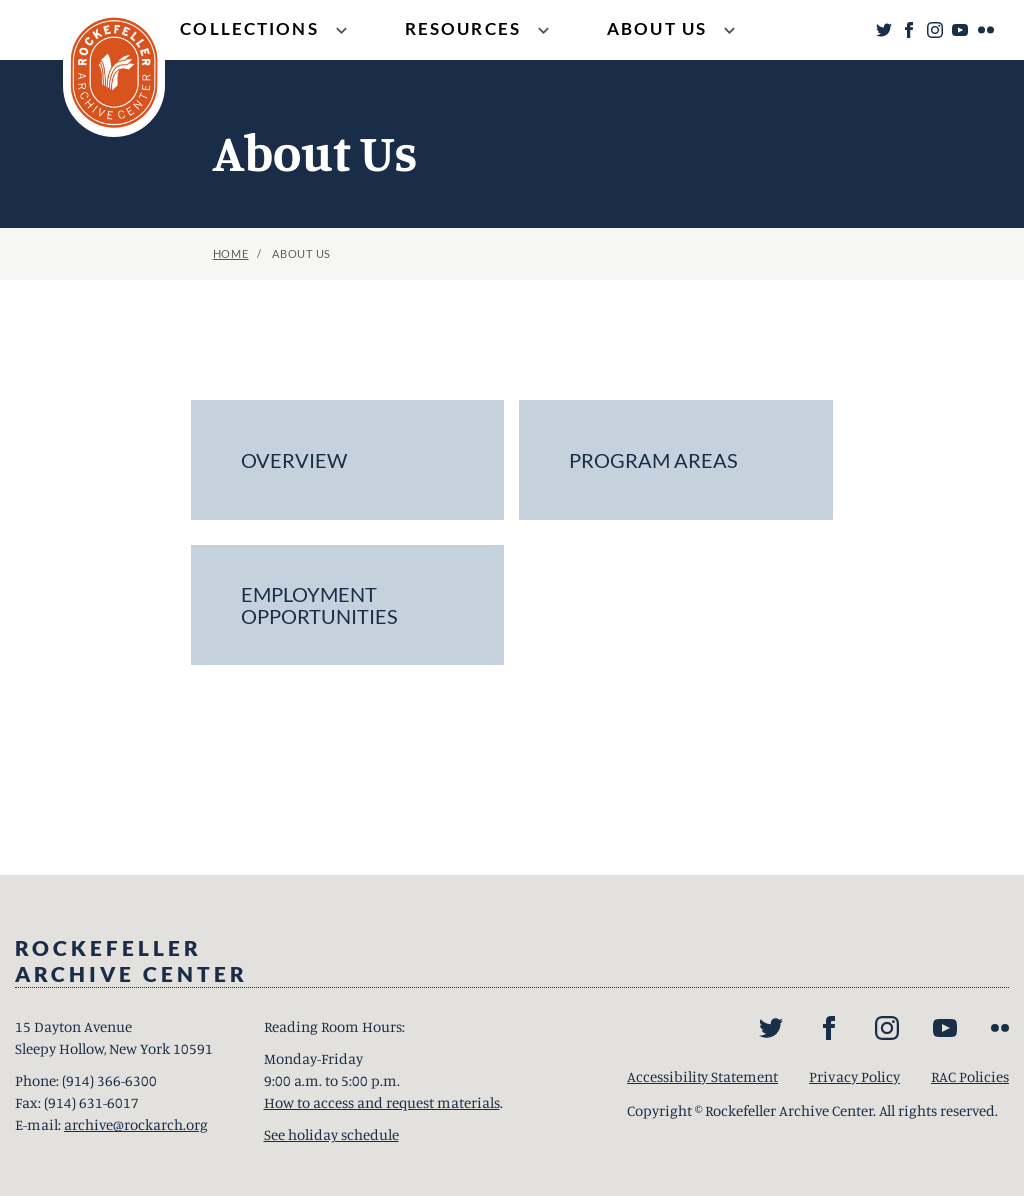 COLLECTIONS
RESOURCES
ABOUT US
ROCKEFELLER
ARCHIVE CENTER
About Us
HOME / ABOUT US
OVERVIEW
PROGRAM AREAS
EMPLOYMENT
OPPORTUNITIES
ROCKEFELLER
ARCHIVE CENTER
15 Dayton Avenue
Sleepy Hollow, New York 10591
Phone: (914) 366-6300
Fax: (914) 631-6017
E-mail: archive@rockarch.org
Reading Room Hours:
Monday-Friday
9:00 a.m. to 5:00 p.m.
How to access and request materials.
See holiday schedule
Accessibility Statement
Privacy Policy
RAC Policies
Copyright © Rockefeller Archive Center. All rights reserved.